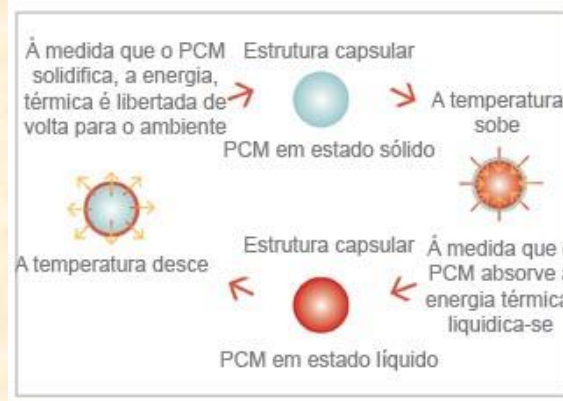 À medida que o PCM
solidifica, a energia,
térmica é libertada de
volta para o ambiente
Estrutura capsular
PCM em estado sólido
A temperatura
sobe
À medida que
PCM absorve
energia térmica
liquidica-se
Estrutura capsular
PCM em estado líquido
A temperatura desce